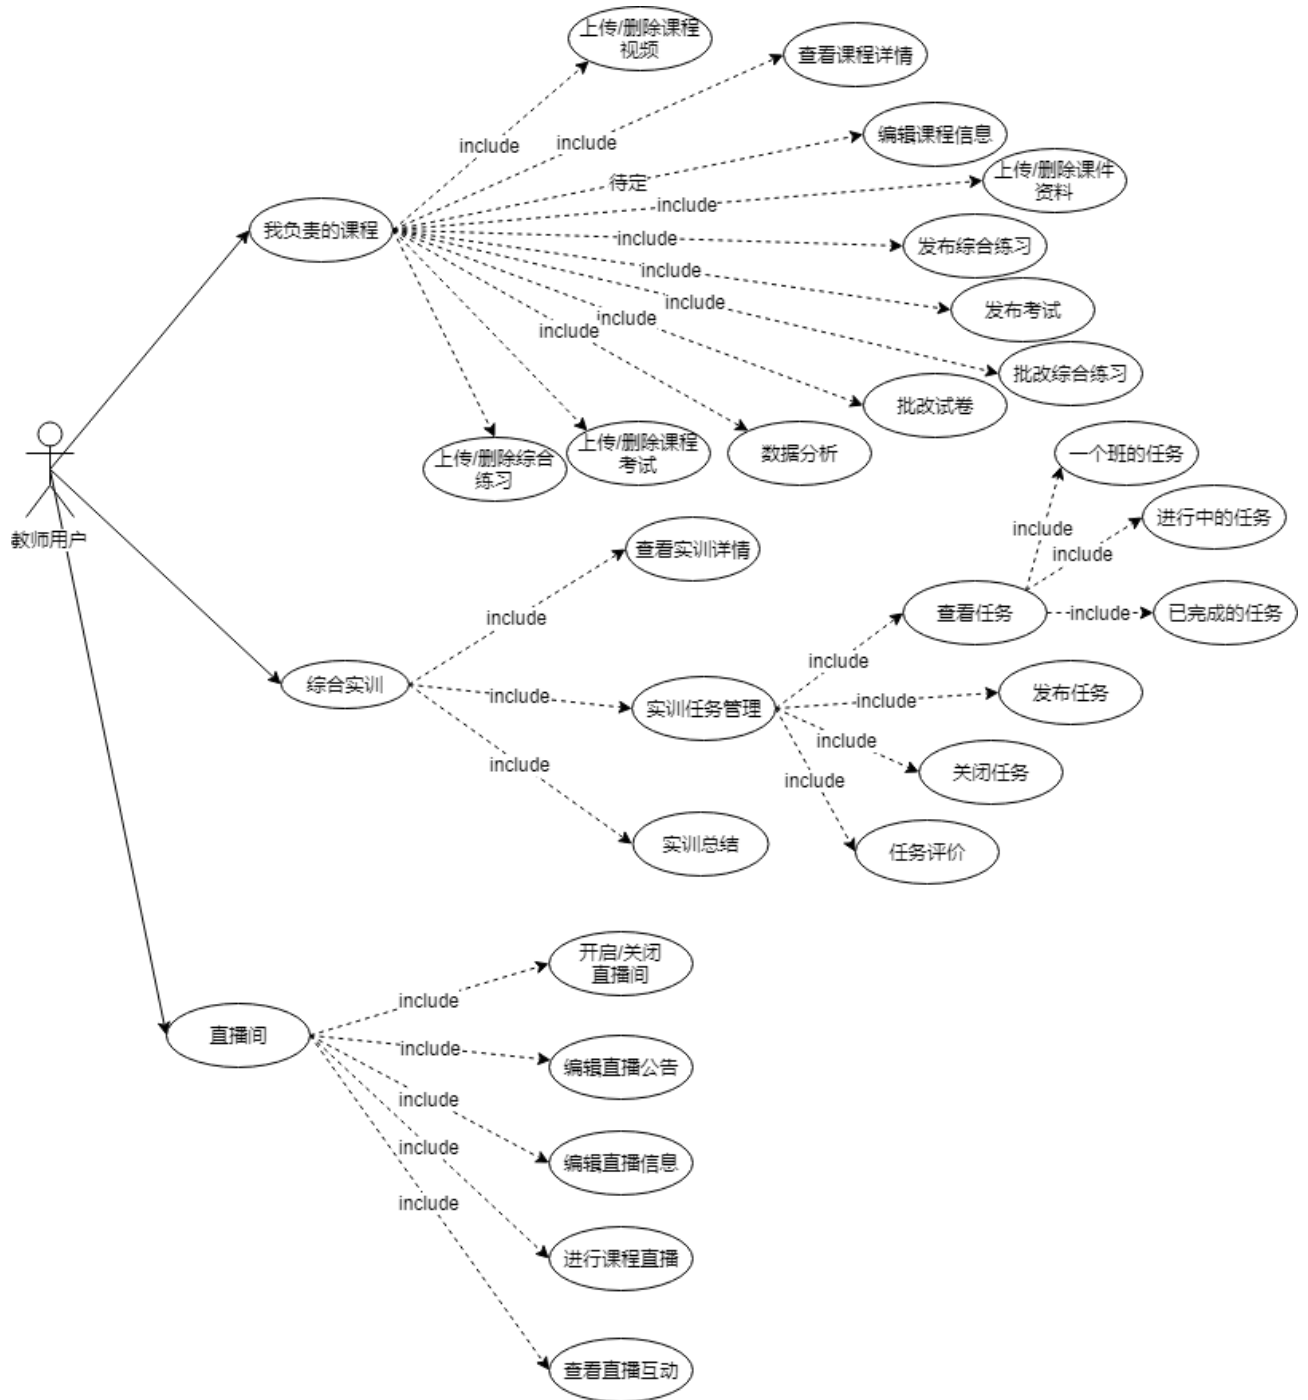 上传/删除课程
视频
查看课程详情
include
include
编辑课程信息
待定
上传/删除课件
资料
include
我负责的课程
include
发布综合练习
include
发布考试
include
include
include
批改综合练习
批改试卷
上传/删除综合
练习
上传/删除课程
考试
数据分析
一个班的任务
教师用户
include
进行中的任务
include
查看实训详情
include
查看任务
include
已完成的任务
include
综合实训
include
实训任务管理
include
发布任务
include
include
关闭任务
include
实训总结
任务评价
开启/关闭
直播间
include
直播间
include
编辑直播公告
include
include
编辑直播信息
include
进行课程直播
查看直播互动